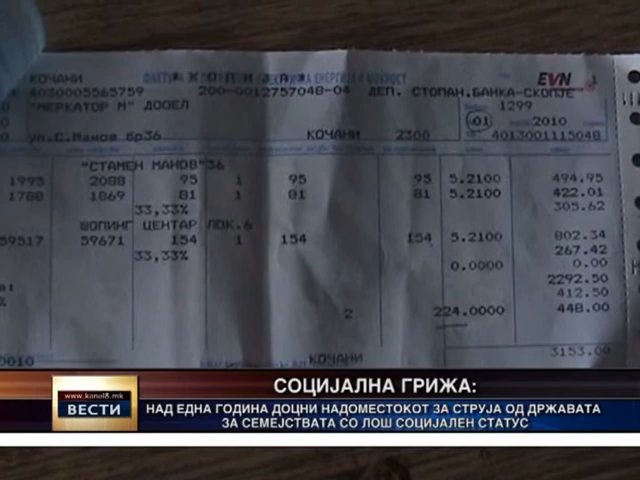 КОЧАНИ К О П И Ј А EVN
4030005565759 200-0012757048-04 ДЕП. СТОПАН.БАНКА-СКОПЈЕ
"МЕРКАТОР М" ДООЕЛ 1299
01 2010
ул.С.Манов бр36 КОЧАНИ 2300 4013001115048
"СТАМЕН МАНОВ"36
1993 2088 95 1 95 95 5.2100 494.95
1788 1869 81 1 81 81 5.2100 422.01
33,33% 305.62
ШОПИНГ ЦЕНТАР ЛОК.6
59517 59671 154 1 154 154 5.2100 802.34
33,33% 267.42
0.0000 0.00
2292.50
412.50
2 224.0000 448.00
КОЧАНИ 3153.00
СОЦИЈАЛНА ГРИЖА:
www.kanal8.mk
ВЕСТИ
НАД ЕДНА ГОДИНА ДОЦНИ НАДОМЕСТОКОТ ЗА СТРУЈА ОД ДРЖАВАТА
ЗА СЕМЕЈСТВАТА СО ЛОШ СОЦИЈАЛЕН СТАТУС